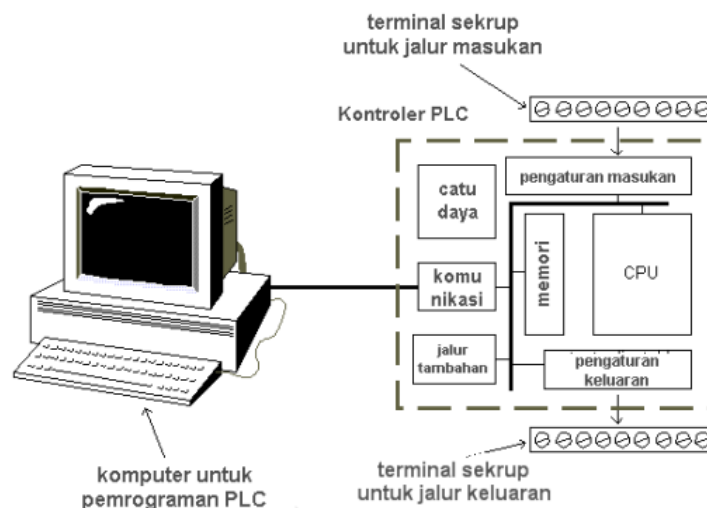 terminal sekrup
untuk jalur masukan
Kontroler PLC
pengaturan masukan
catu
daya
memori
CPU
komu
nikasi
jalur
tambahan
pengaturan
keluaran
komputer untuk
pemrograman PLC
terminal sekrup
untuk jalur keluaran